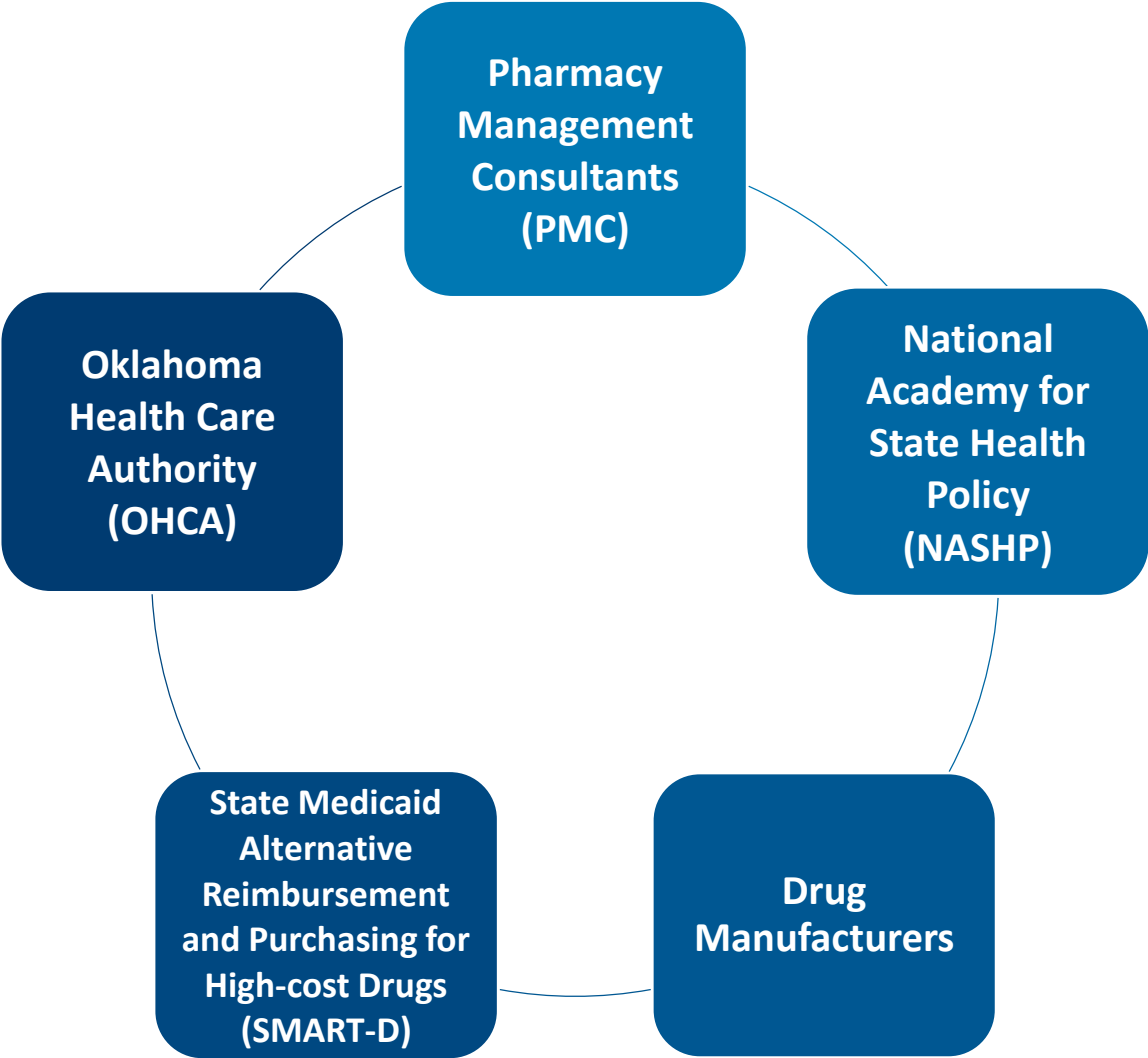 Pharmacy
Management
Consultants
(PMC)
National
Academy for
State Health
Policy
(NASHP)
Drug
Manufacturers
State Medicaid
Alternative
Reimbursement
and Purchasing for
High-cost Drugs
(SMART-D)
Oklahoma
Health Care
Authority
(OHCA)